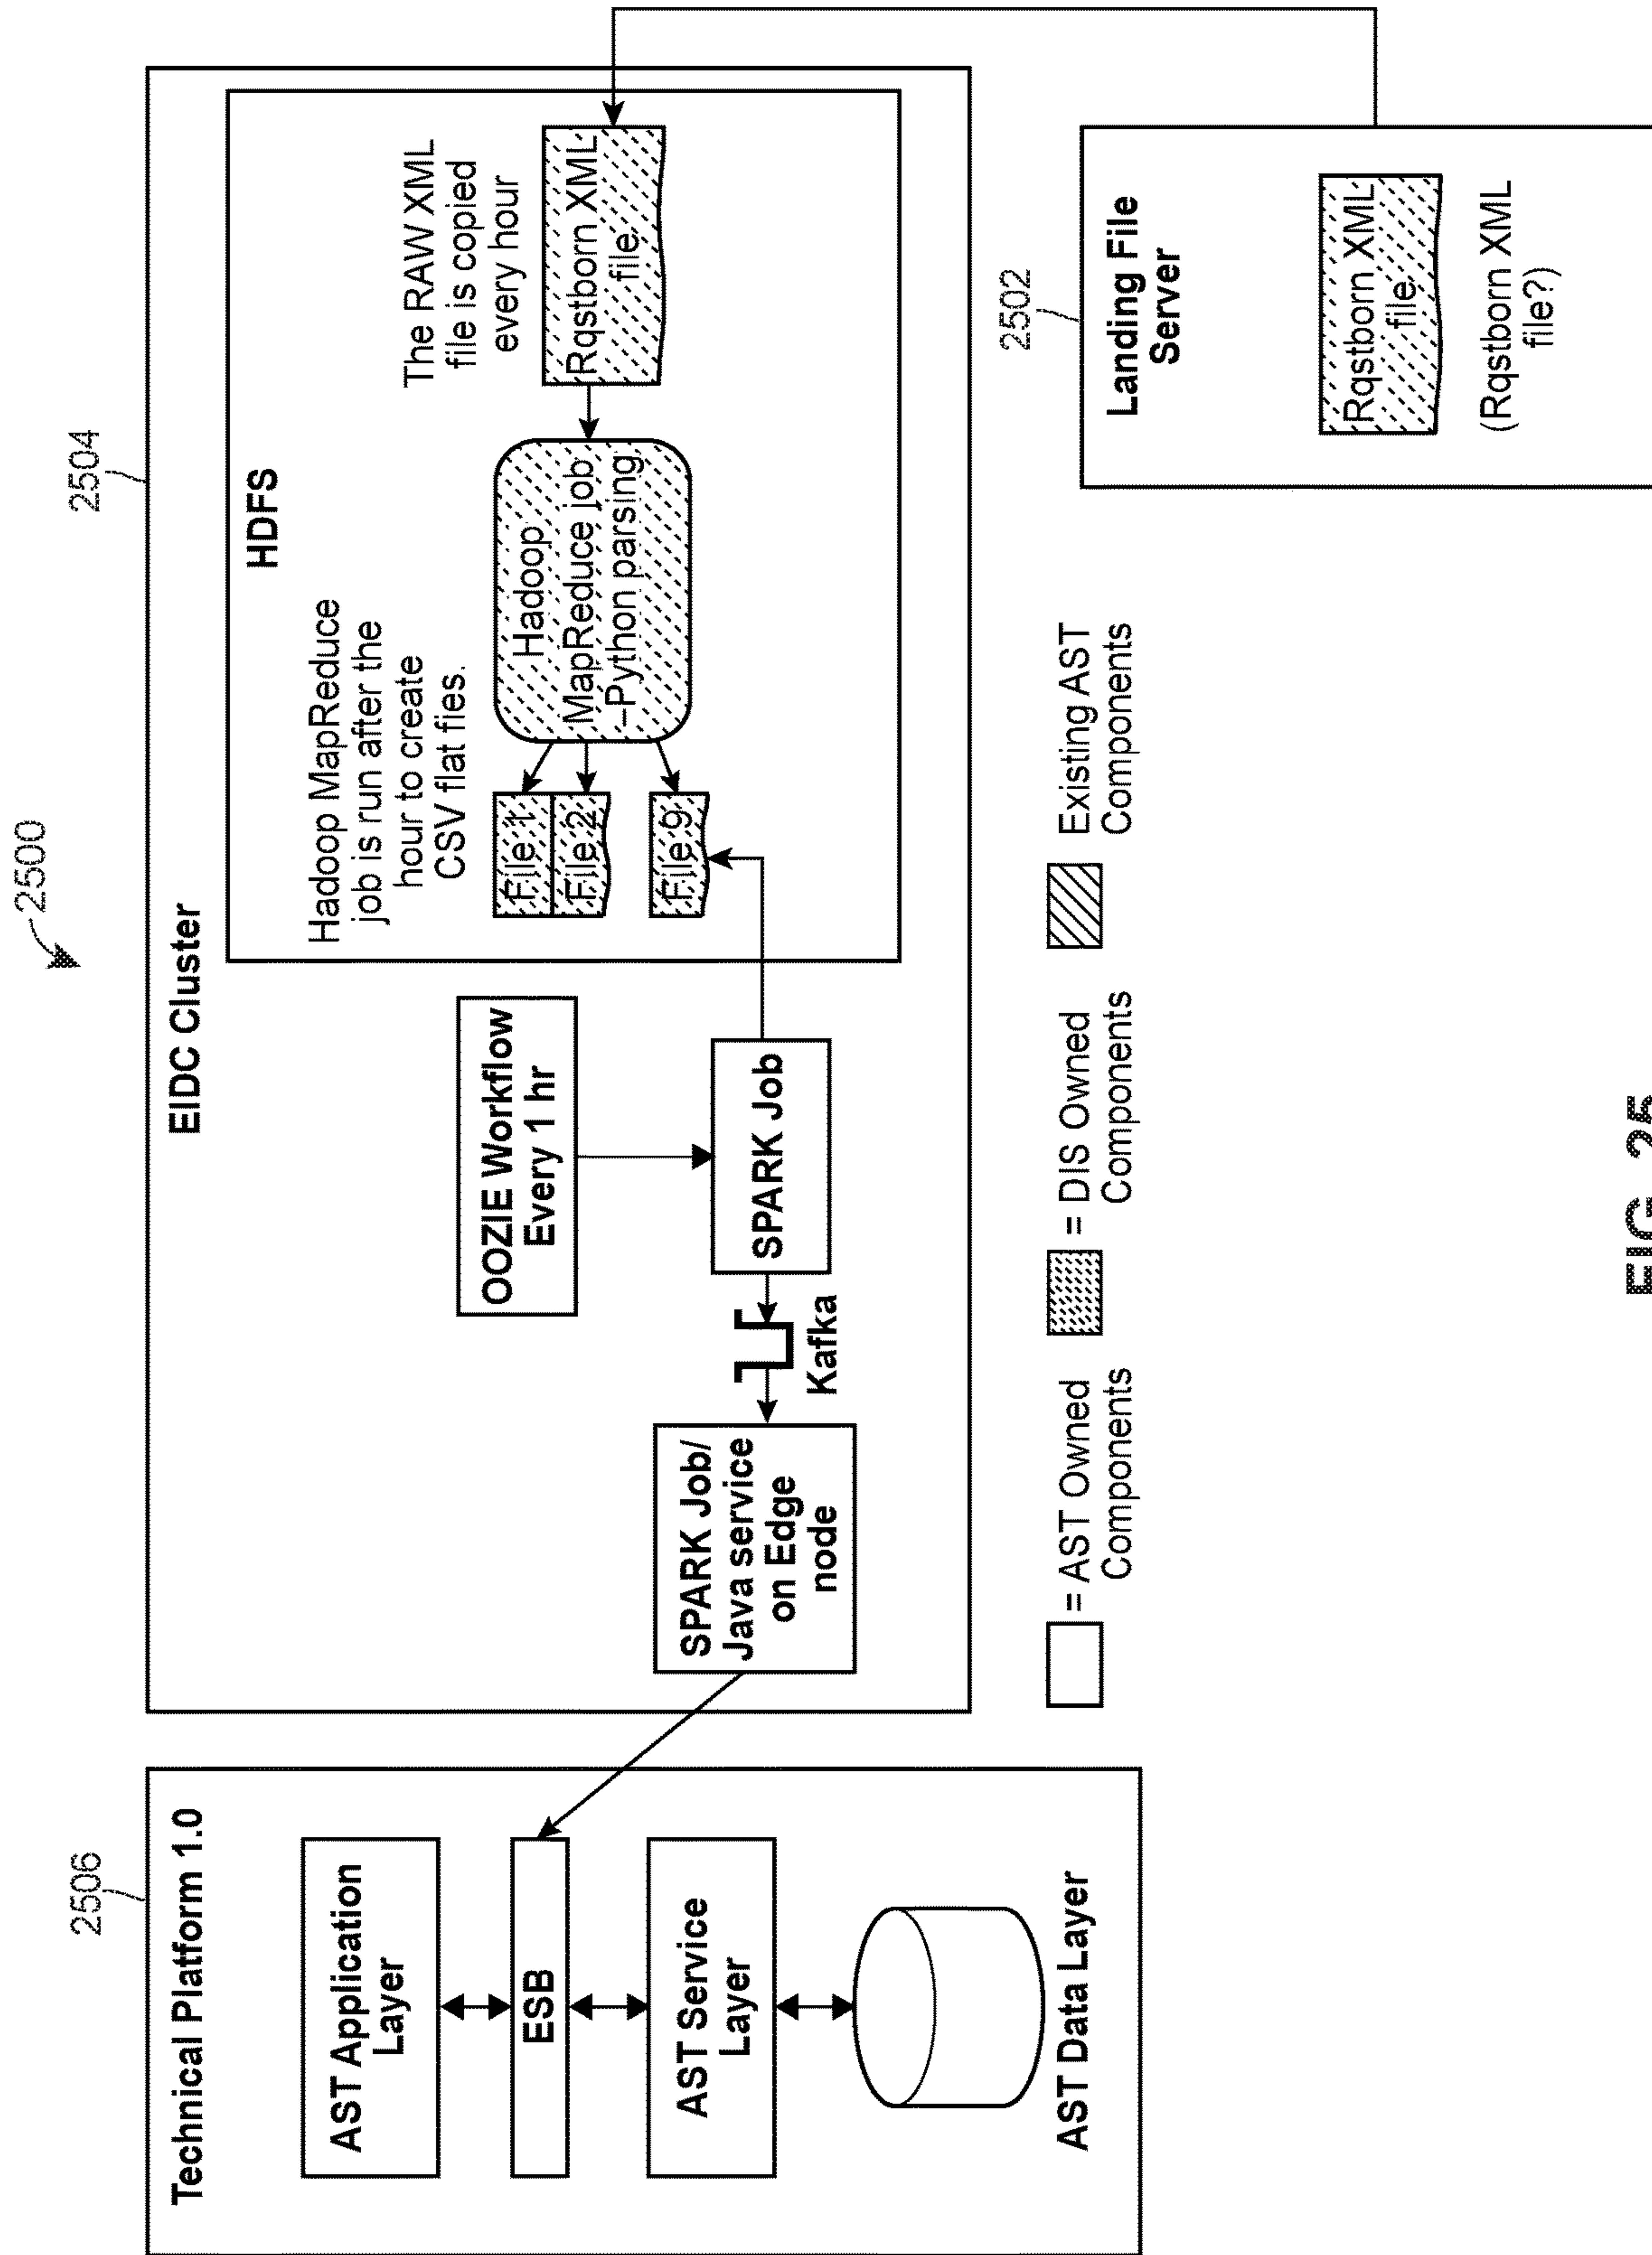 2500
2506
Technical Platform 1.0
AST Application
Layer
ESB
AST Service
Layer
AST Data Layer
2504
EIDC Cluster
OOZIE Workflow
Every 1 hr
SPARK Job/
Java service
on Edge
node
Kafka
SPARK Job
HDFS
Hadoop MapReduce
job is run after the
hour to create
CSV flat fies.
File 1
File 2
File 9
Hadoop
MapReduce job
–Python parsing
The RAW XML
file is copied
every hour
Rqstborn XML
file
= AST Owned
Components
= DIS Owned
Components
Existing AST
Components
2502
Landing File
Server
Rqstborn XML
file
(Rqstborn XML
file?)
FIG. 25